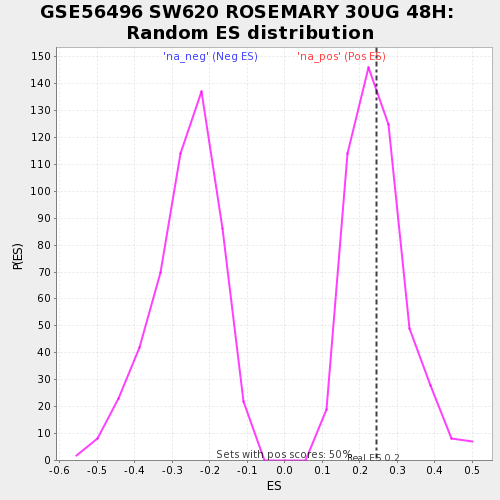 GSE56496 SW620 ROSEMARY 30UG 48H:
Random ES distribution
'na_neg' (Neg ES)
'na_pos' (Pos ES)
P(ES)
150
140
130
120
110
100
90
80
70
60
50
40
30
20
10
0
Sets with pos scores: 50%
Real ES 0.2
-0.6 -0.5 -0.4 -0.3 -0.2 -0.1 0.0 0.1 0.2 0.3 0.4 0.5
ES